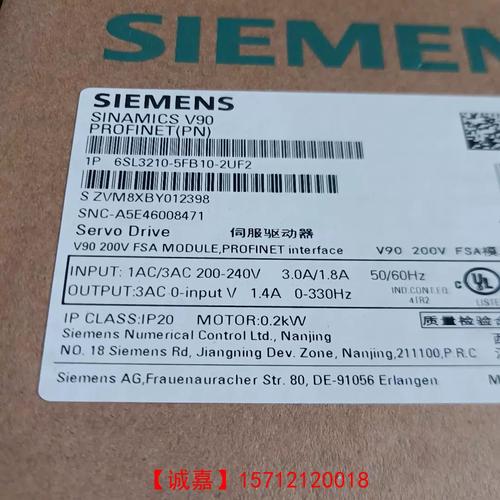 SIEMENS
SIEMENS
SINAMICS V90
PROFINET(PN)
1P 6SL3210-5FB10-2UF2
S ZVM8XBY012398
SNC-A5E46008471
Servo Drive 伺服驱动器
V90 200V FSA MODULE,PROFINET interface V90 200V FSA模
INPUT: 1AC/3AC 200-240V 3.0A/1.8A 50/60Hz
OUTPUT:3AC 0-input V 1.4A 0-330Hz
IND.CONT.EQ.
4IR2
C UL US LISTED
IP CLASS:IP20 MOTOR:0.2kW 质量检验合
Siemens Numerical Control Ltd., Nanjing
NO. 18 Siemens Rd, Jiangning Dev. Zone, Nanjing,211100,P.R.C
Siemens AG,Frauenauracher Str. 80, DE-91056 Erlangen
【诚嘉】15712120018